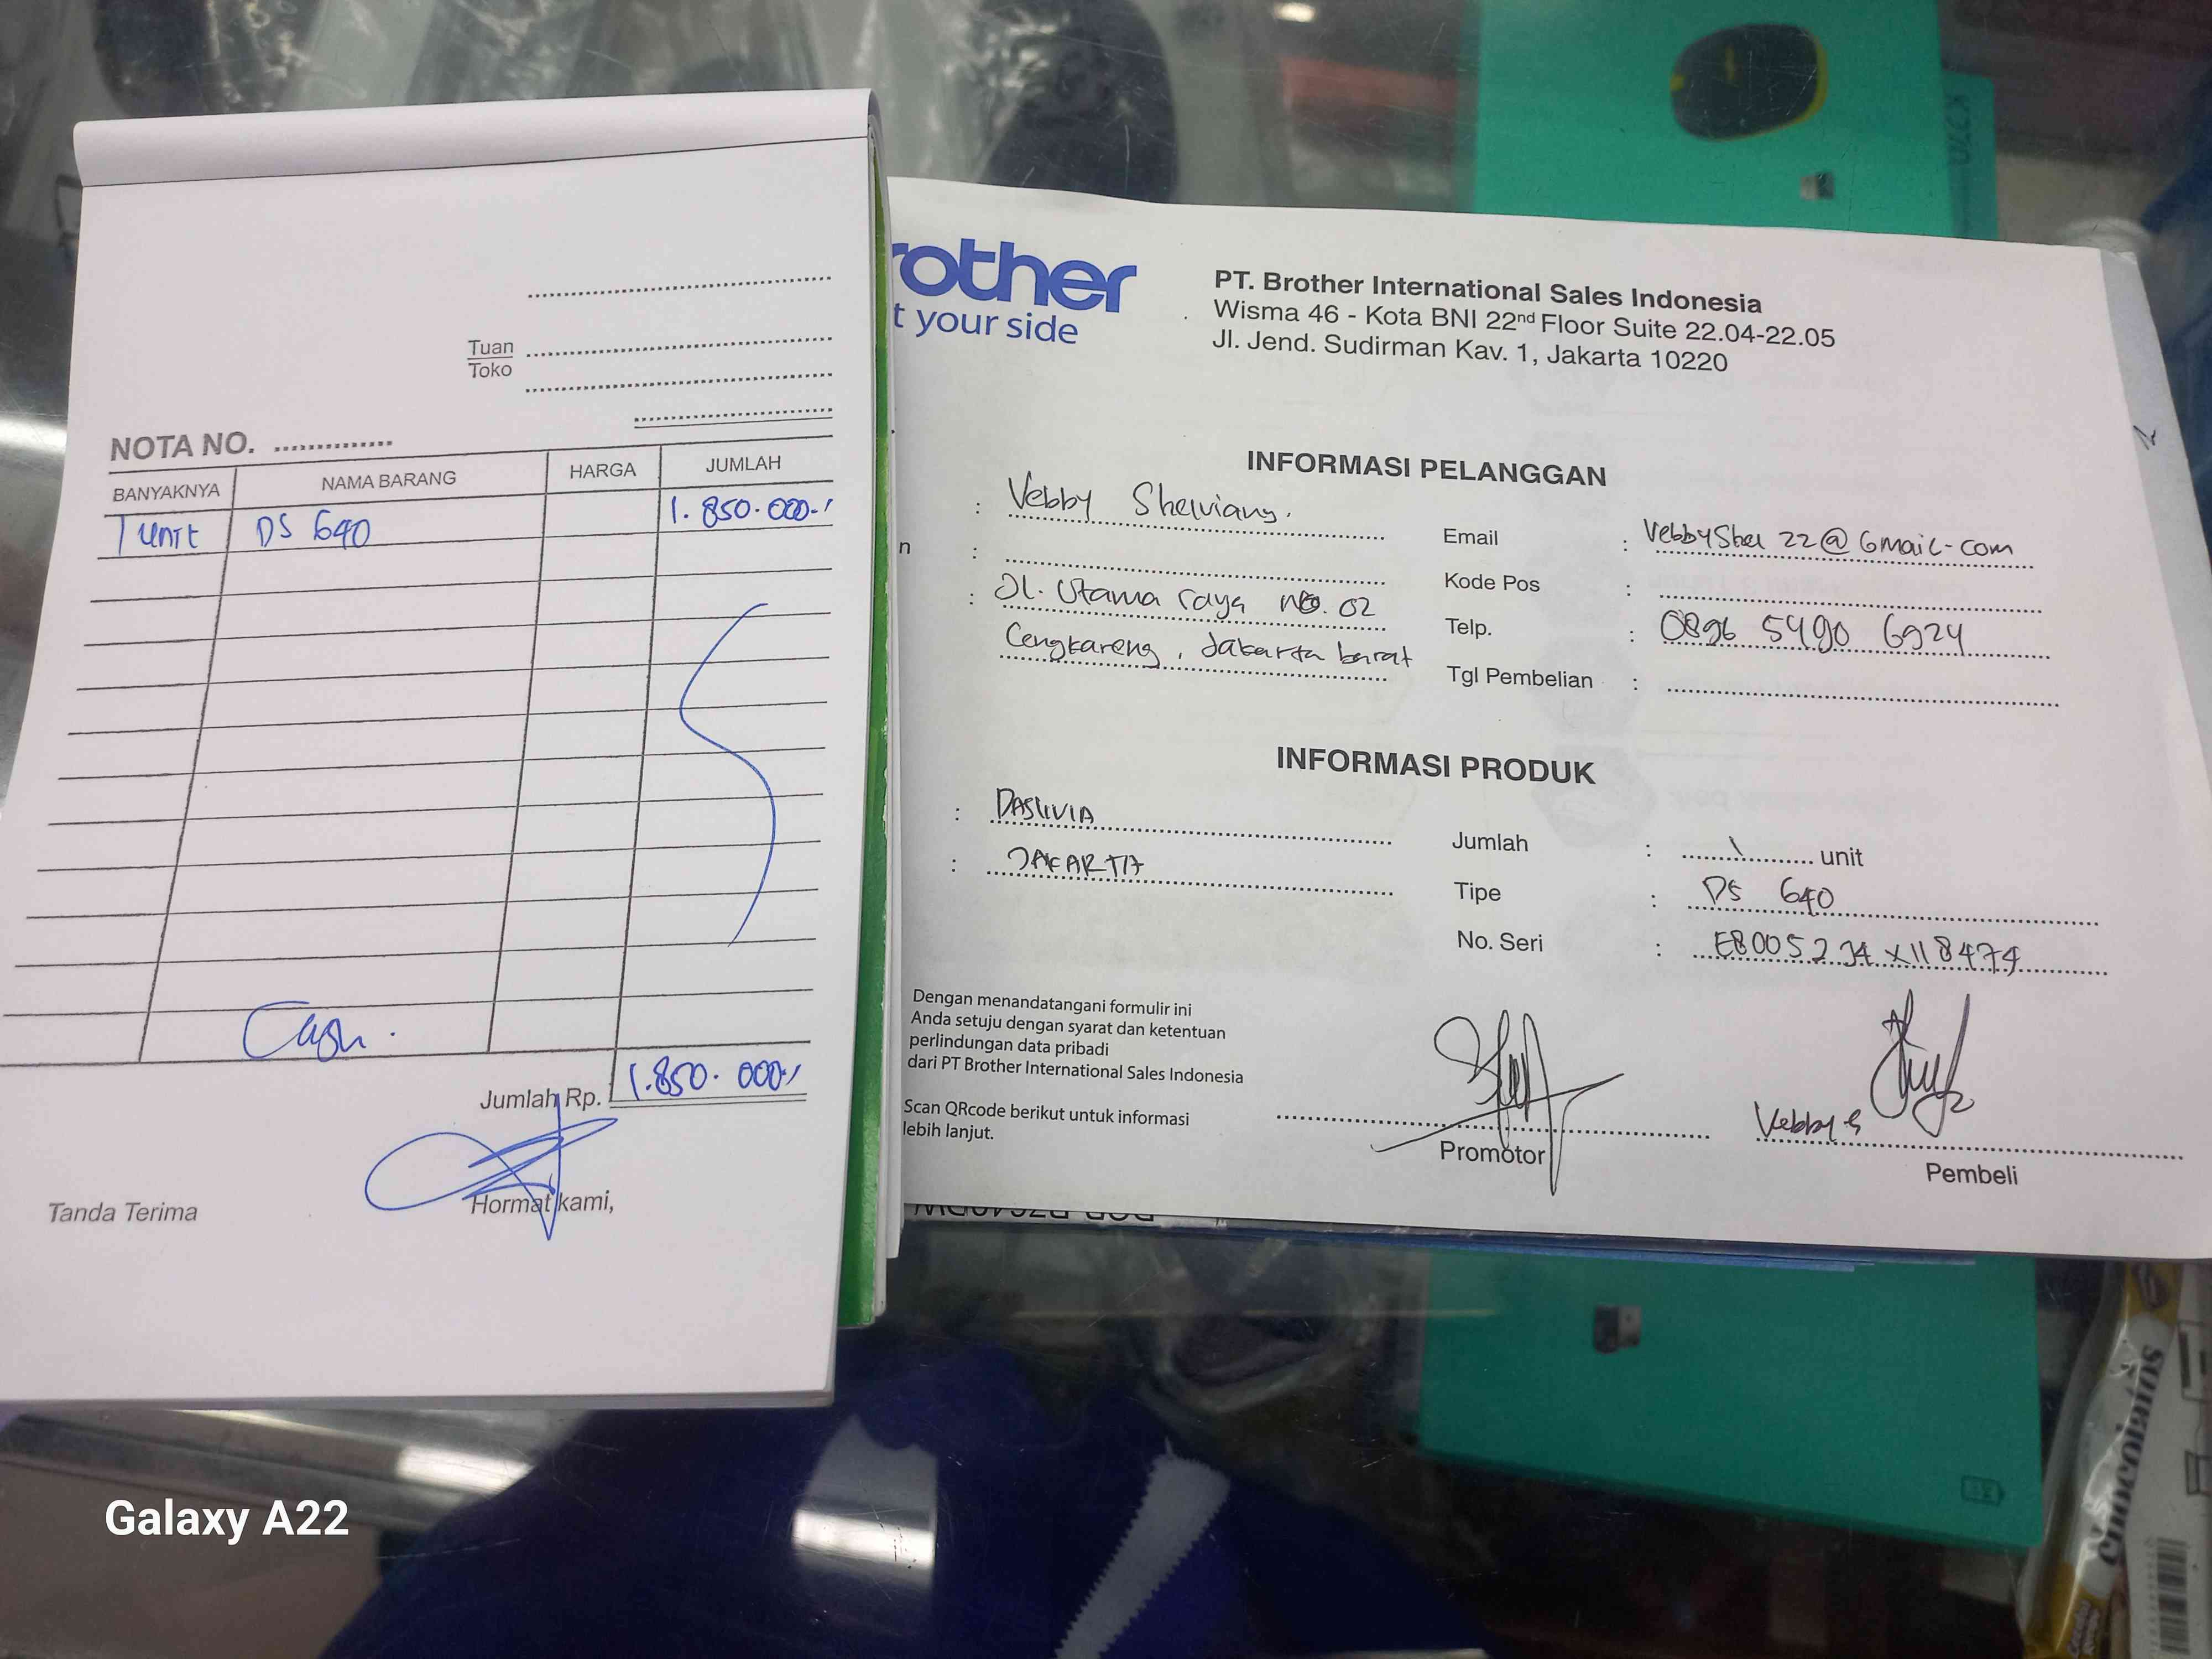 Tuan
Toko
NOTA NO. ..............
BANYAKNYA NAMA BARANG HARGA JUMLAH
1 unit DS 640 1.850.000.-
Cash.
Jumlah Rp. 1.850.000.-
Tanda Terima Hormat kami,
rother
t your side
PT. Brother International Sales Indonesia
Wisma 46 - Kota BNI 22nd Floor Suite 22.04-22.05
Jl. Jend. Sudirman Kav. 1, Jakarta 10220
INFORMASI PELANGGAN
: Vebby Shelviany. Email : VebbyShel22@Gmail-com
n : Kode Pos :
: Jl. Utama raya No. 02 Telp. : 0896 5490 6924
Cengkareng, Jakarta barat Tgl Pembelian :
INFORMASI PRODUK
: DASLIVIA Jumlah : 1 unit
: JAKARTA Tipe : DS 640
No. Seri :
Dengan menandatangani formulir ini
Anda setuju dengan syarat dan ketentuan
perlindungan data pribadi
dari PT Brother International Sales Indonesia
Scan QRcode berikut untuk informasi
lebih lanjut.
Promotor
Vebby S
Pembeli
K270
Galaxy A22